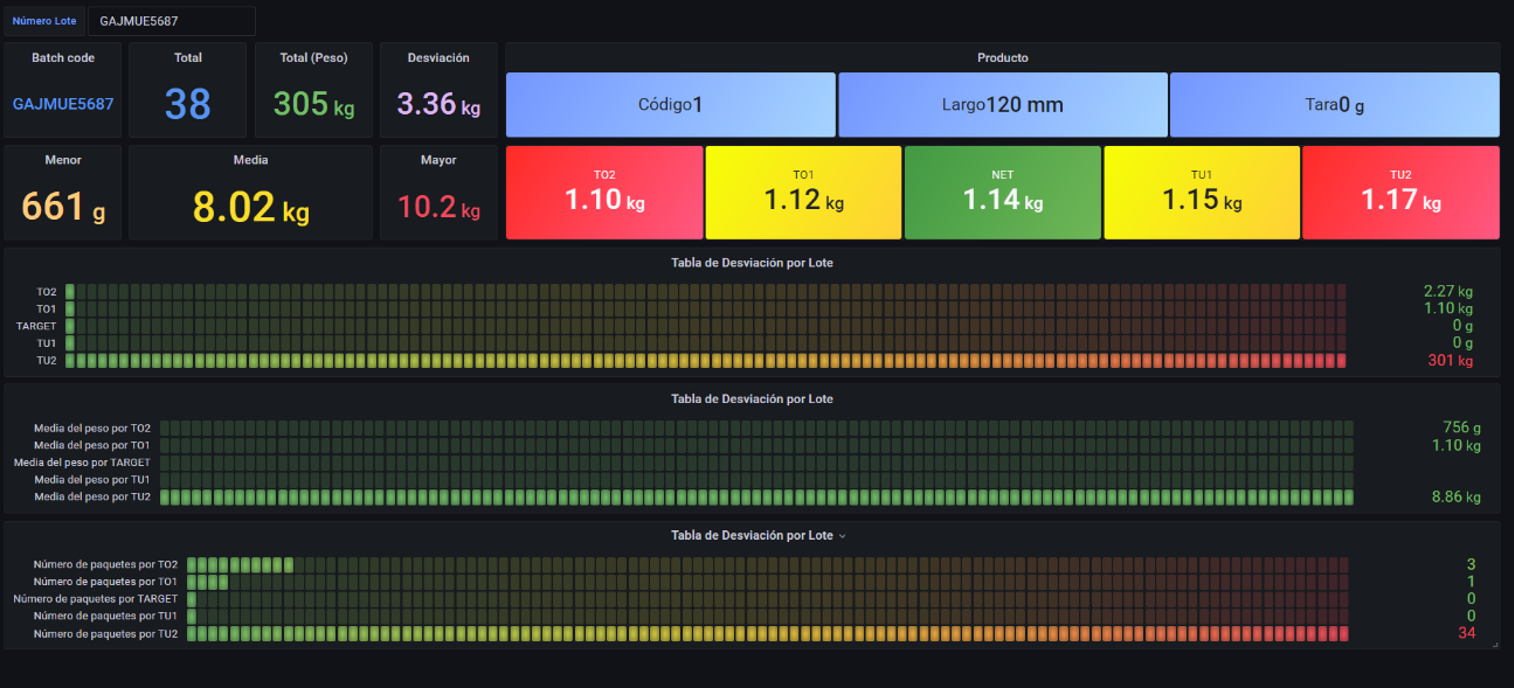 Número Lote GAJMUE5687
Batch code Total Total (Peso) Desviación Producto
GAJMUE5687 38 305 kg 3.36 kg Código1 Largo120 mm Tara0 g
Menor Media Mayor
661 g 8.02 kg 10.2 kg
TO2 TO1 NET TU1 TU2
1.10 kg 1.12 kg 1.14 kg 1.15 kg 1.17 kg
Tabla de Desviación por Lote
TO2 2.27 kg
TO1 1.10 kg
TARGET 0 g
TU1 0 g
TU2 301 kg
Tabla de Desviación por Lote
Media del peso por TO2 756 g
Media del peso por TO1 1.10 kg
Media del peso por TARGET
Media del peso por TU1
Media del peso por TU2 8.86 kg
Tabla de Desviación por Lote
Número de paquetes por TO2 3
Número de paquetes por TO1 1
Número de paquetes por TARGET 0
Número de paquetes por TU1 0
Número de paquetes por TU2 34